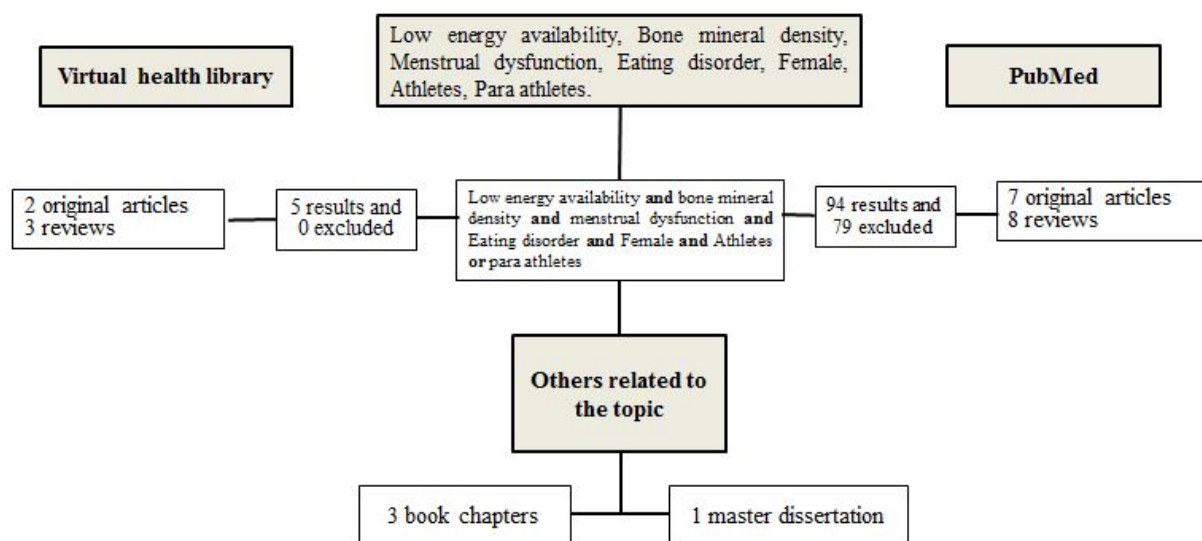 Virtual health library
Low energy availability, Bone mineral density,
Menstrual dysfunction, Eating disorder, Female,
Athletes, Para athletes.
PubMed
2 original articles
3 reviews
5 results and
0 excluded
Low energy availability and bone mineral
density and menstrual dysfunction and
Eating disorder and Female and Athletes
or para athletes
94 results and
79 excluded
7 original articles
8 reviews
Others related to
the topic
3 book chapters
1 master dissertation